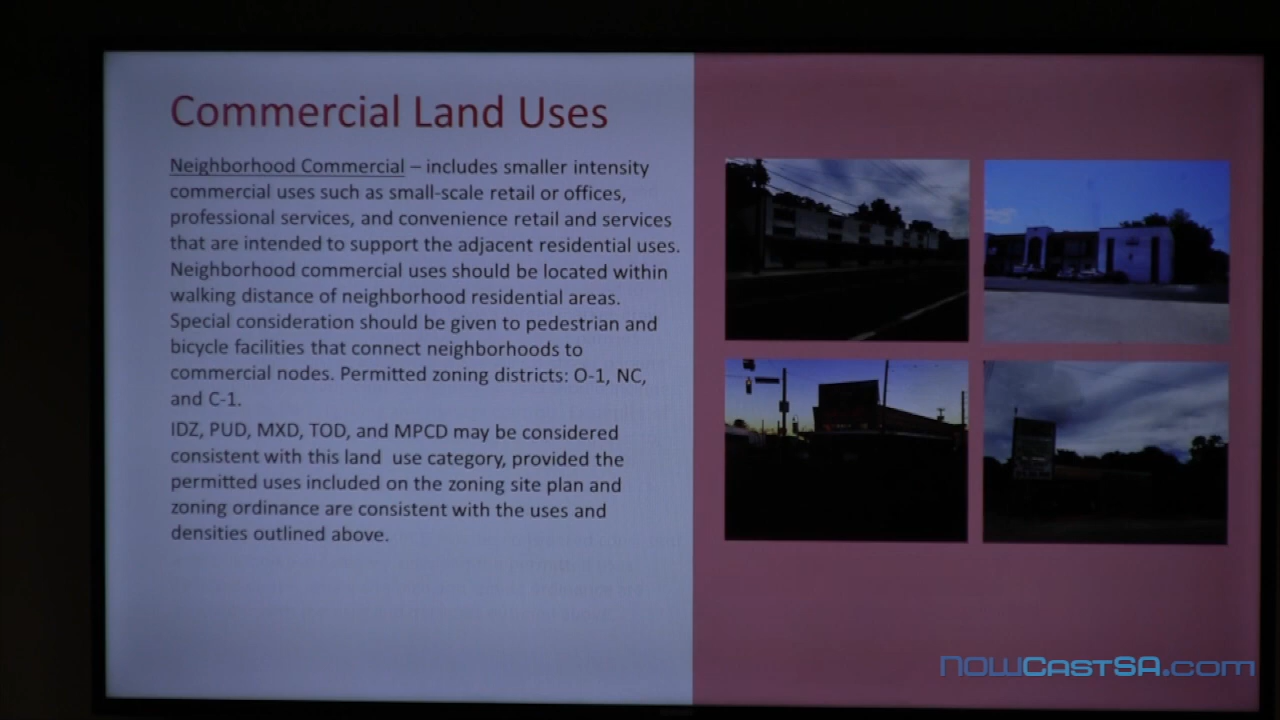 Commercial Land Uses
Neighborhood Commercial – includes smaller intensity
commercial uses such as small-scale retail or offices,
professional services, and convenience retail and services
that are intended to support the adjacent residential uses.
Neighborhood commercial uses should be located within
walking distance of neighborhood residential areas.
Special consideration should be given to pedestrian and
bicycle facilities that connect neighborhoods to
commercial nodes. Permitted zoning districts: O-1, NC,
and C-1.
IDZ, PUD, MXD, TOD, and MPCD may be considered
consistent with this land use category, provided the
permitted uses included on the zoning site plan and
zoning ordinance are consistent with the uses and
densities outlined above.
NOWCASTSA.COM